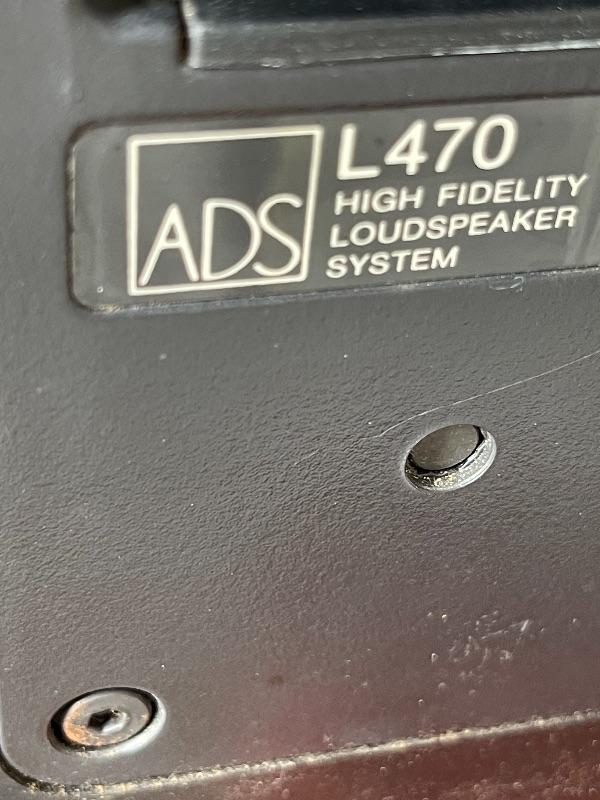 ADS
L470
HIGH FIDELITY
LOUDSPEAKER
SYSTEM